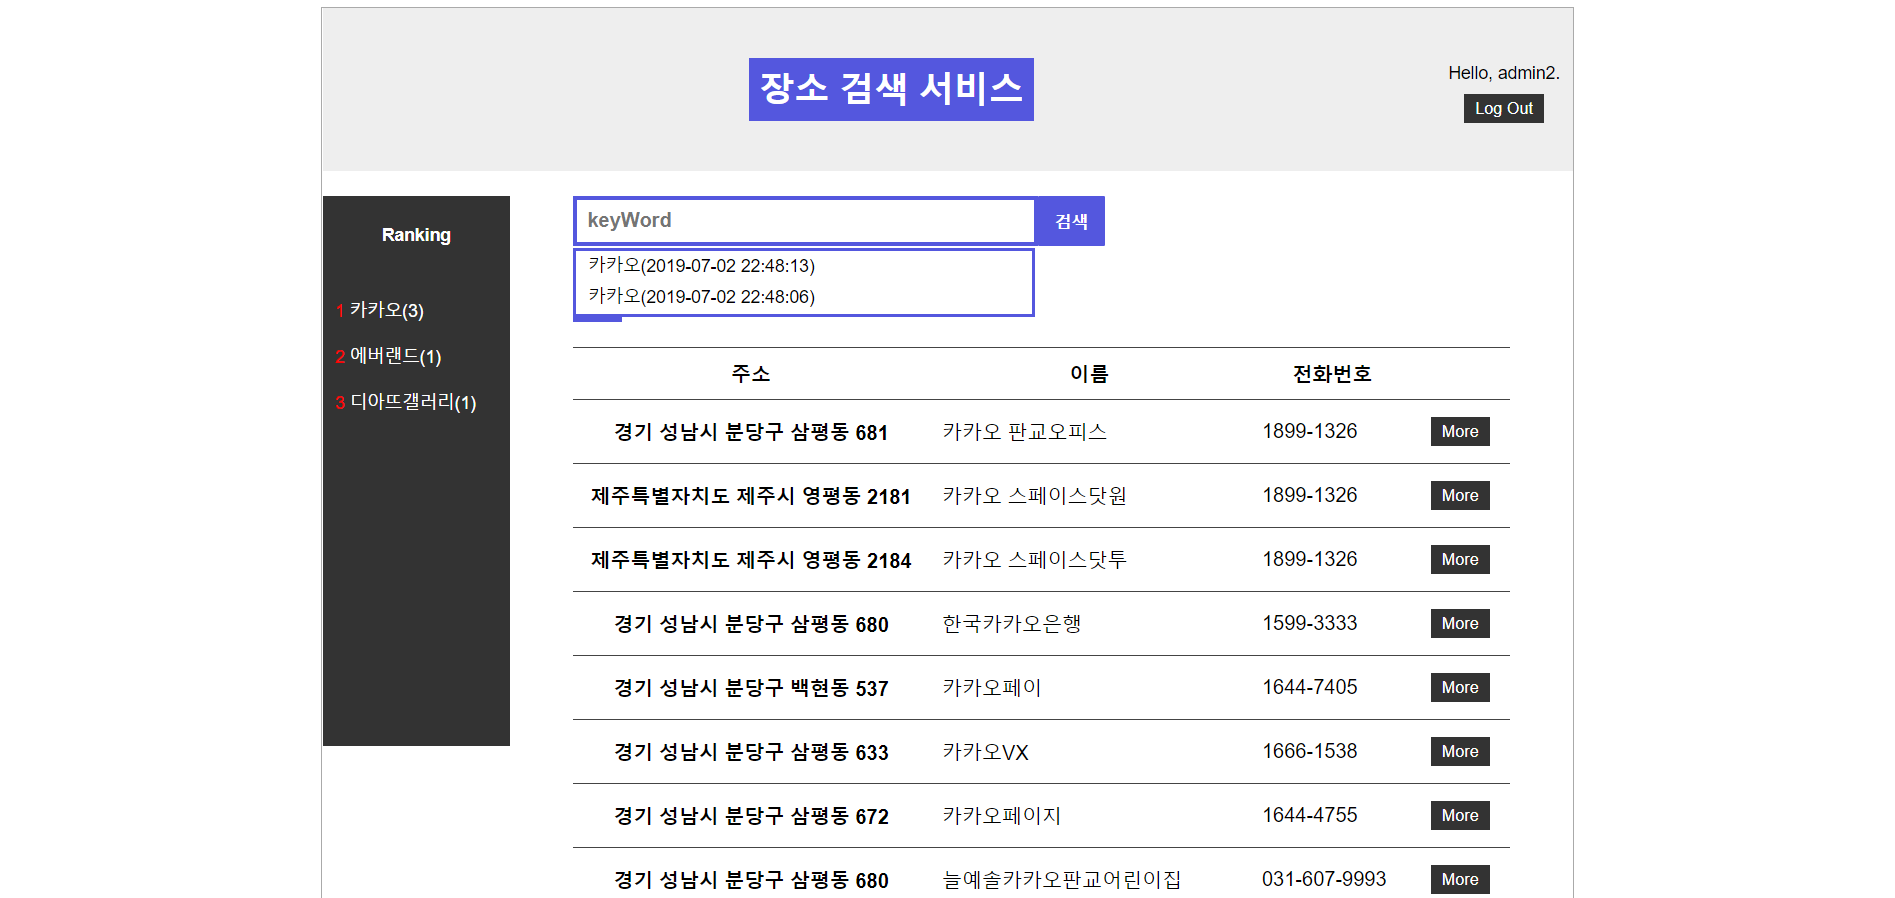 장소 검색 서비스
Hello, admin2.
Log Out
Ranking
1 카카오(3)
2 에버랜드(1)
3 디아뜨갤러리(1)
keyWord 검색
카카오(2019-07-02 22:48:13)
카카오(2019-07-02 22:48:06)
주소 이름 전화번호
경기 성남시 분당구 삼평동 681 카카오 판교오피스 1899-1326 More
제주특별자치도 제주시 영평동 2181 카카오 스페이스닷원 1899-1326 More
제주특별자치도 제주시 영평동 2184 카카오 스페이스닷투 1899-1326 More
경기 성남시 분당구 삼평동 680 한국카카오은행 1599-3333 More
경기 성남시 분당구 백현동 537 카카오페이 1644-7405 More
경기 성남시 분당구 삼평동 633 카카오VX 1666-1538 More
경기 성남시 분당구 삼평동 672 카카오페이지 1644-4755 More
경기 성남시 분당구 삼평동 680 늘예솔카카오판교어린이집 031-607-9993 More